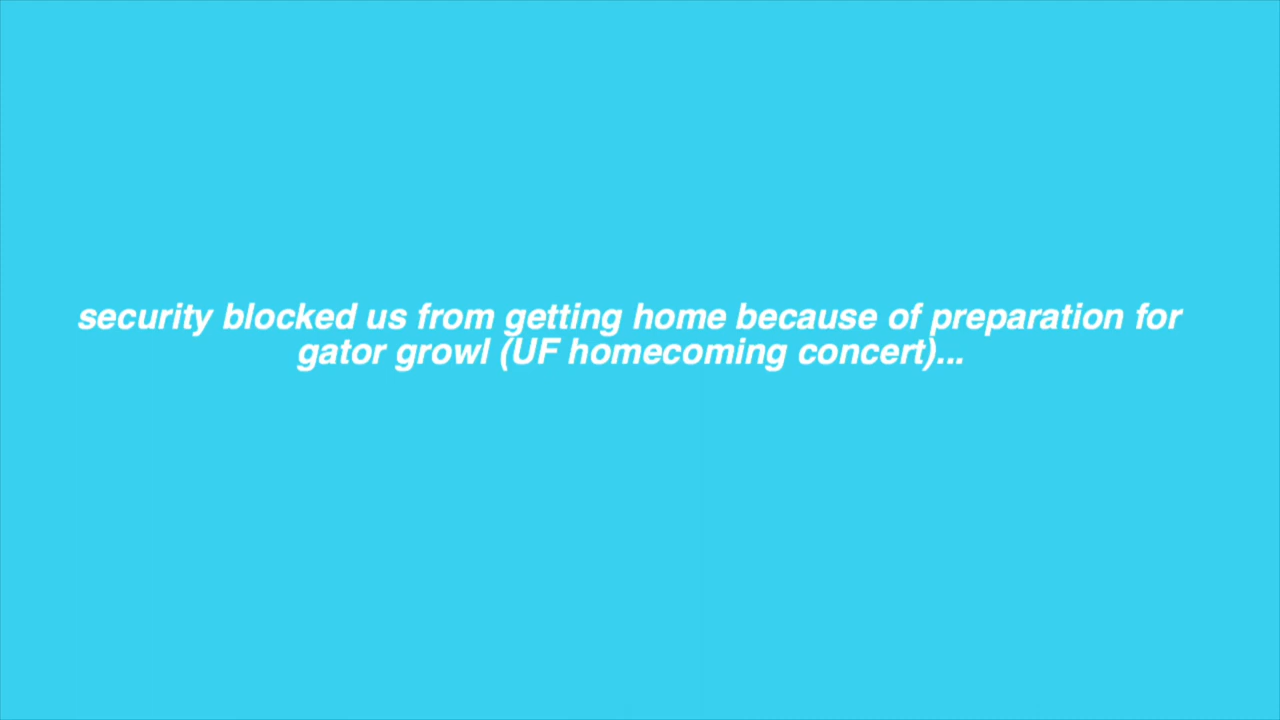 security blocked us from getting home because of preparation for
gator growl (UF homecoming concert)...